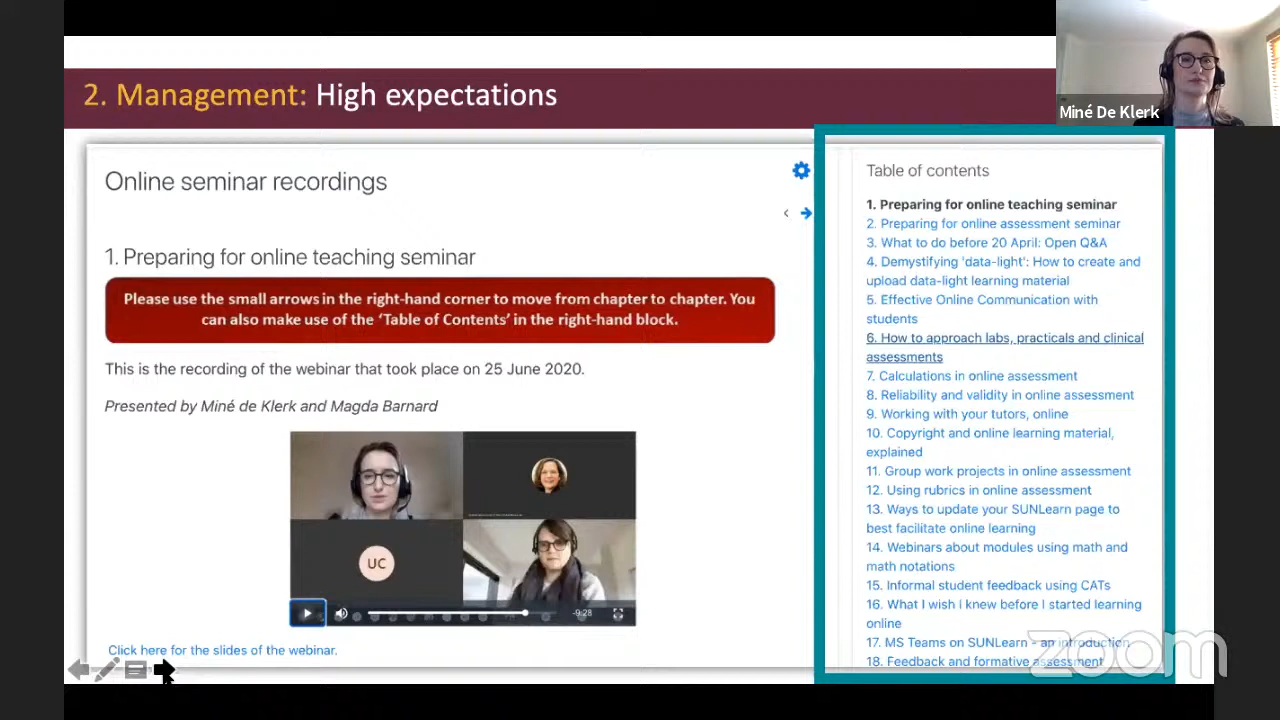 2. Management: High expectations
Miné De Klerk
Online seminar recordings
1. Preparing for online teaching seminar
Please use the small arrows in the right-hand corner to move from chapter to chapter. You
can also make use of the 'Table of Contents' in the right-hand block.
This is the recording of the webinar that took place on 25 June 2020.
Presented by Miné de Klerk and Magda Barnard
UC
-9:28
Click here for the slides of the webinar.
Table of contents
1. Preparing for online teaching seminar
2. Preparing for online assessment seminar
3. What to do before 20 April: Open Q&A
4. Demystifying 'data-light': How to create and
upload data-light learning material
5. Effective Online Communication with
students
6. How to approach labs, practicals and clinical
assessments
7. Calculations in online assessment
8. Reliability and validity in online assessment
9. Working with your tutors, online
10. Copyright and online learning material,
explained
11. Group work projects in online assessment
12. Using rubrics in online assessment
13. Ways to update your SUNLearn page to
best facilitate online learning
14. Webinars about modules using math and
math notations
15. Informal student feedback using CATs
16. What I wish I knew before I started learning
online
17. MS Teams on SUNLearn - an introduction
18. Feedback and formative assessment
zoom